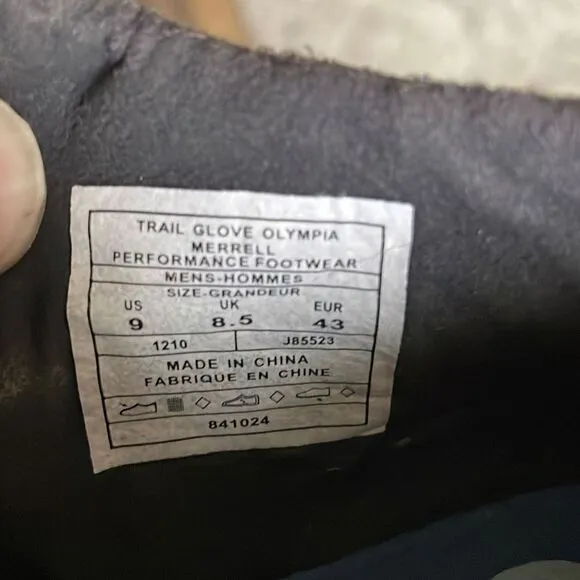 TRAIL GLOVE OLYMPIA
MERRELL
PERFORMANCE FOOTWEAR
MENS-HOMMES
SIZE-GRANDEUR
US UK EUR
9 8.5 43
1210 J85523
MADE IN CHINA
FABRIQUE EN CHINE
841024